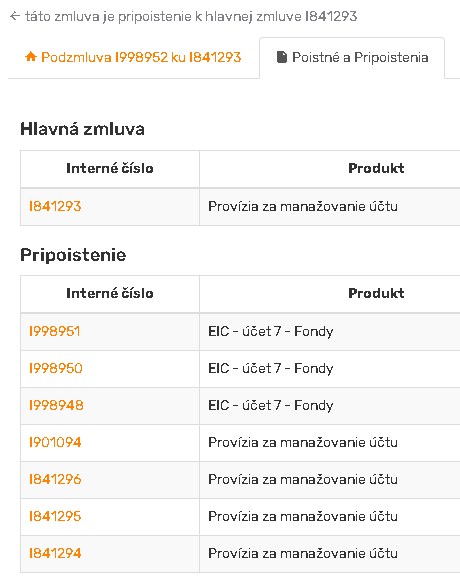 ← táto zmluva je pripoistenie k hlavnej zmluve I841293
Podzmluva I998952 ku I841293 Poistné a Pripoistenia
Hlavná zmluva
Interné číslo Produkt
I841293 Provízia za manažovanie účtu
Pripoistenie
Interné číslo Produkt
I998951 EIC - účet 7 - Fondy
I998950 EIC - účet 7 - Fondy
I998948 EIC - účet 7 - Fondy
I901094 Provízia za manažovanie účtu
I841296 Provízia za manažovanie účtu
I841295 Provízia za manažovanie účtu
I841294 Provízia za manažovanie účtu